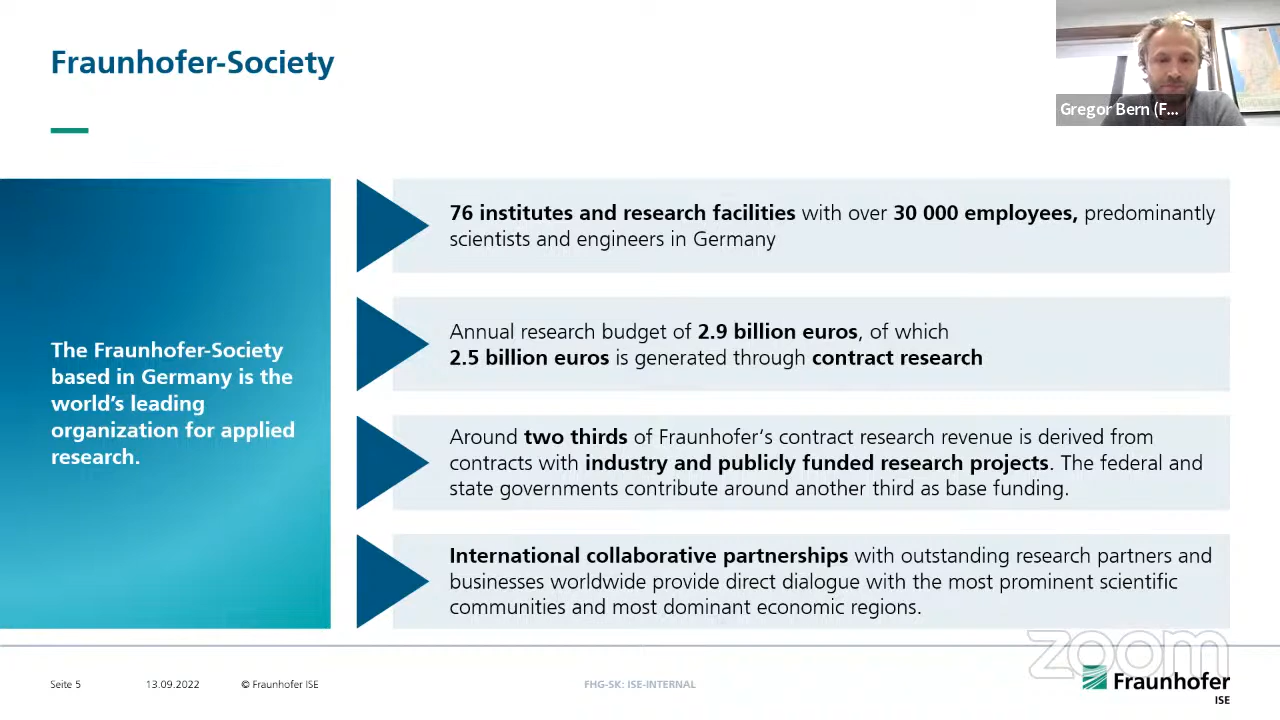 Fraunhofer-Society
Gregor Bern (F...
The Fraunhofer-Society
based in Germany is the
world's leading
organization for applied
research.
76 institutes and research facilities with over 30 000 employees, predominantly
scientists and engineers in Germany
Annual research budget of 2.9 billion euros, of which
2.5 billion euros is generated through contract research
Around two thirds of Fraunhofer's contract research revenue is derived from
contracts with industry and publicly funded research projects. The federal and
state governments contribute around another third as base funding.
International collaborative partnerships with outstanding research partners and
businesses worldwide provide direct dialogue with the most prominent scientific
communities and most dominant economic regions.
zoom
Seite 5
13.09.2022
© Fraunhofer ISE
FHG-SK: ISE-INTERNAL
Fraunhofer
ISE